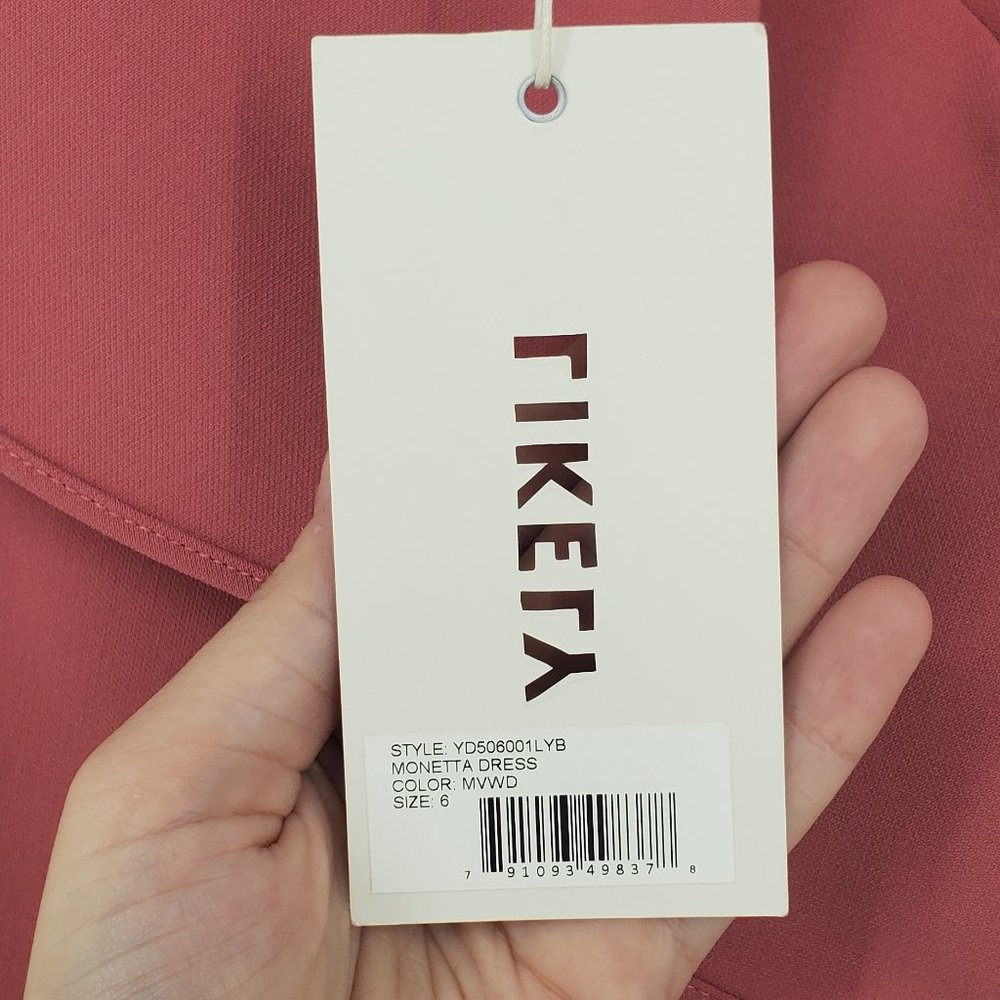 LIKELY
STYLE: YD506001LYB
MONETTA DRESS
COLOR: MVWD
SIZE: 6
7 91093 49837 8